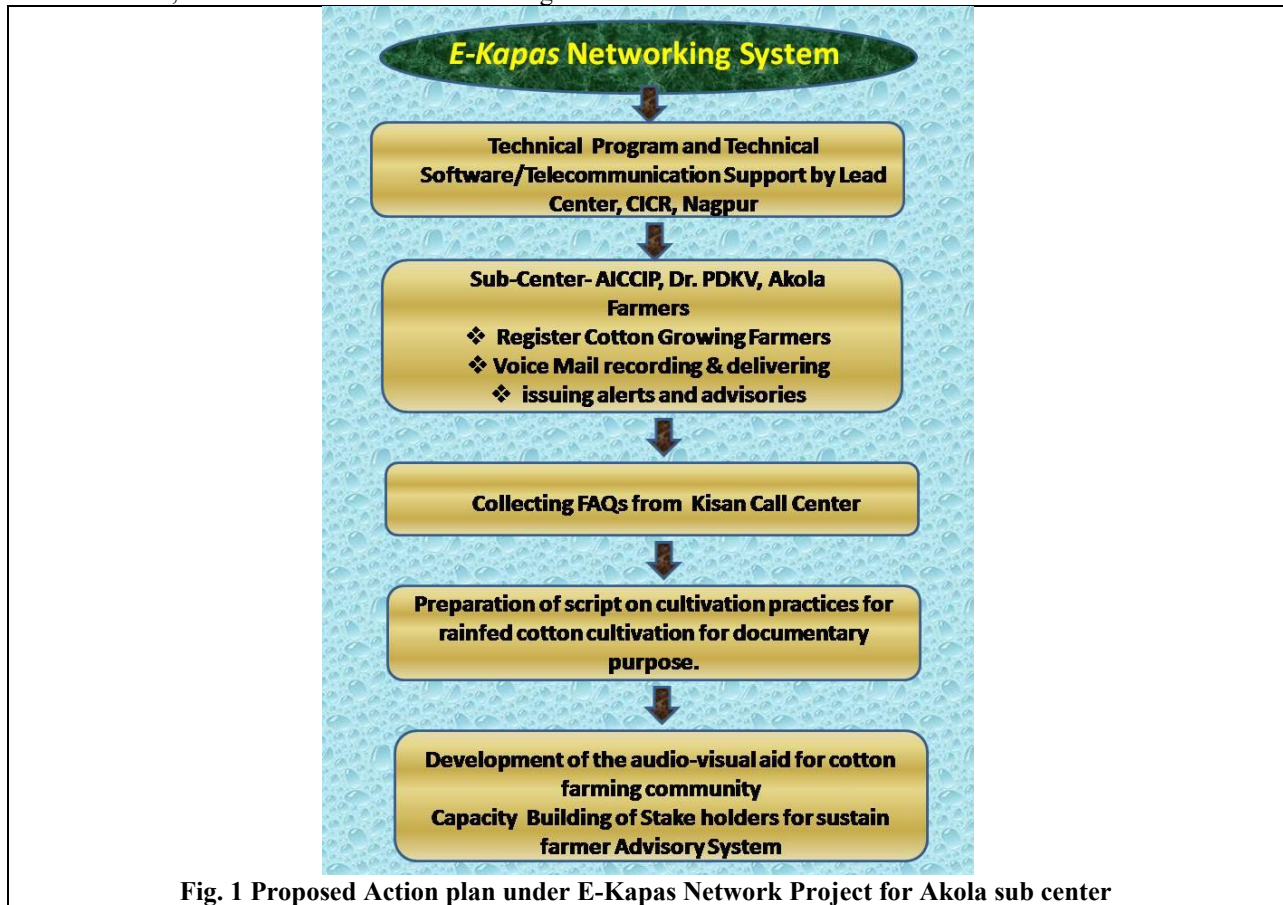 E-Kapas Networking System
Technical Program and Technical
Software/Telecommunication Support by Lead
Center, CICR, Nagpur
Sub-Center- AICCIP, Dr. PDKV, Akola
Farmers
❖ Register Cotton Growing Farmers
❖ Voice Mail recording & delivering
❖ issuing alerts and advisories
Collecting FAQs from Kisan Call Center
Preparation of script on cultivation practices for
rainfed cotton cultivation for documentary
purpose.
Development of the audio-visual aid for cotton
farming community
Capacity Building of Stake holders for sustain
farmer Advisory System
Fig. 1 Proposed Action plan under E-Kapas Network Project for Akola sub center